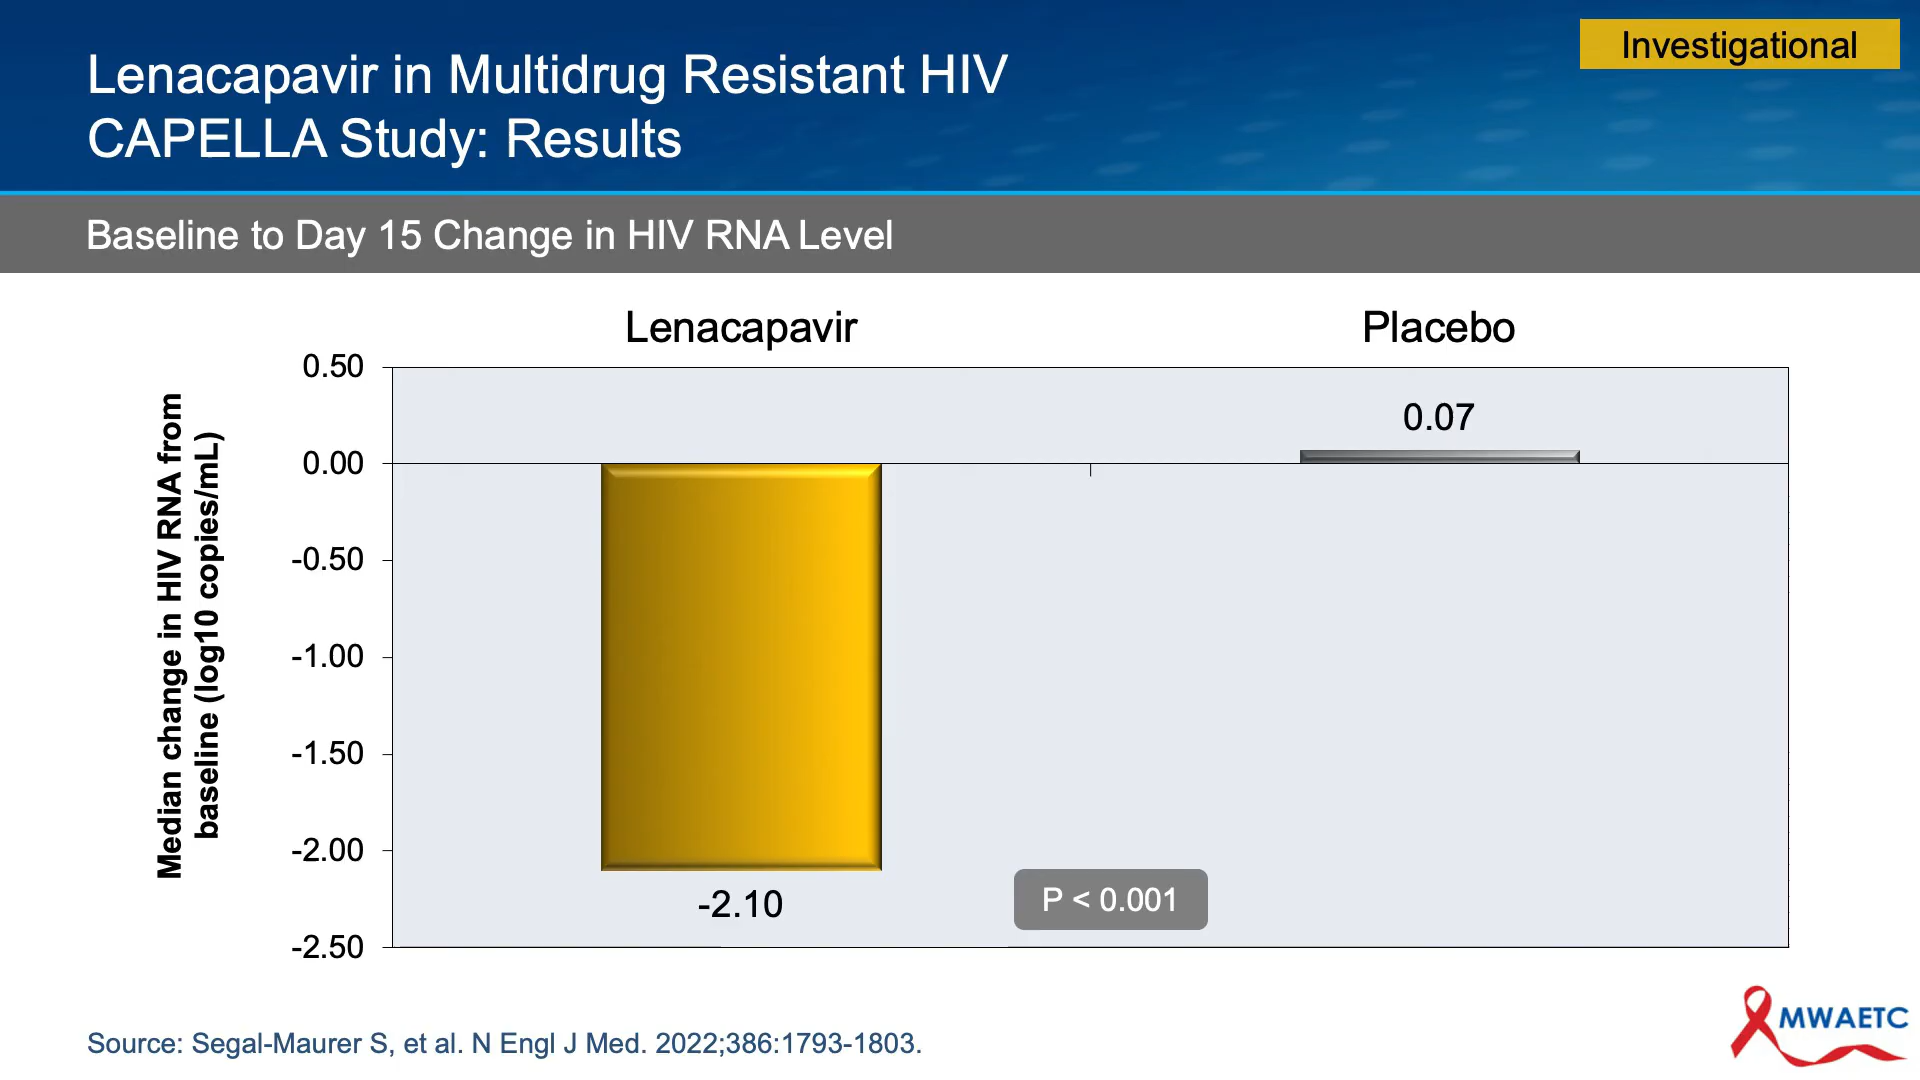 Investigational
Lenacapavir in Multidrug Resistant HIV
CAPELLA Study: Results
Baseline to Day 15 Change in HIV RNA Level
Lenacapavir
Placebo
Median change in HIV RNA from
baseline (log10 copies/mL)
0.50
0.00
-0.50
-1.00
-1.50
-2.00
-2.50
0.07
-2.10
P < 0.001
Source: Segal-Maurer S, et al. N Engl J Med. 2022;386:1793-1803.
MWAETC